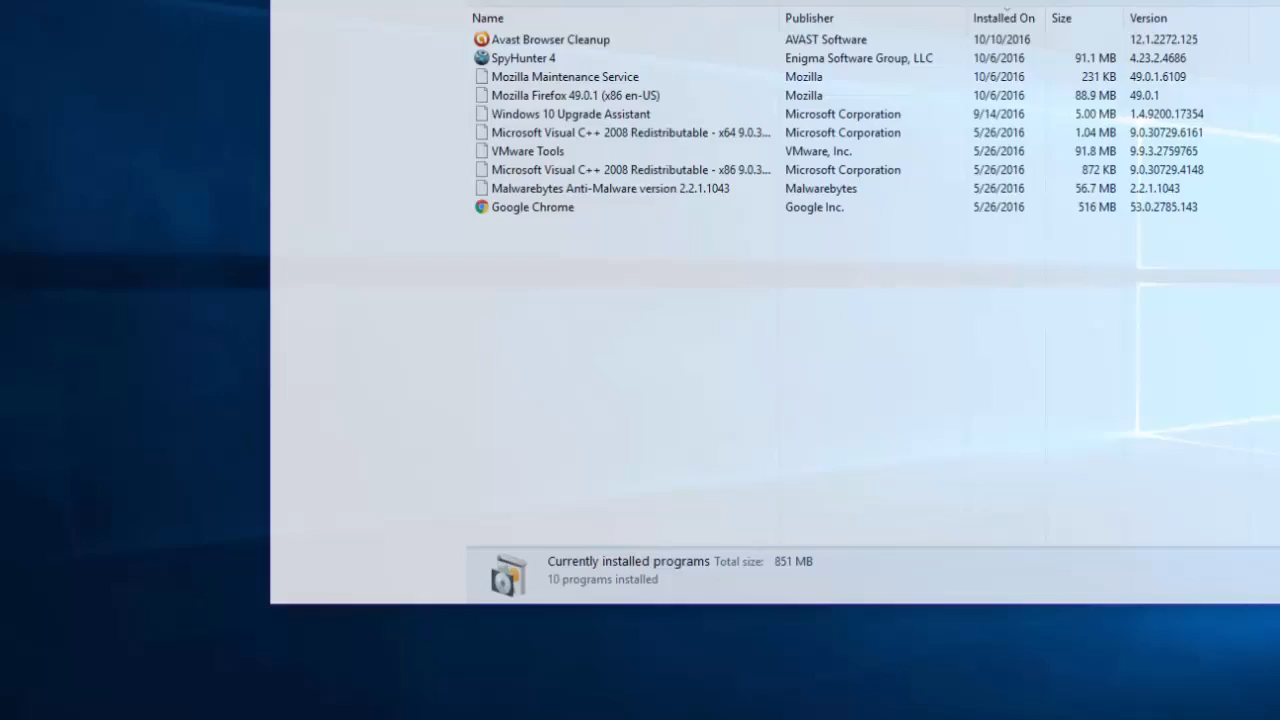 Name Publisher Installed On Size Version
Avast Browser Cleanup AVAST Software 10/10/2016 12.1.2272.125
SpyHunter 4 Enigma Software Group, LLC 10/6/2016 91.1 MB 4.23.2.4686
Mozilla Maintenance Service Mozilla 10/6/2016 231 KB 49.0.1.6109
Mozilla Firefox 49.0.1 (x86 en-US) Mozilla 10/6/2016 88.9 MB 49.0.1
Windows 10 Upgrade Assistant Microsoft Corporation 9/14/2016 5.00 MB 1.4.9200.17354
Microsoft Visual C++ 2008 Redistributable - x64 9.0.3... Microsoft Corporation 5/26/2016 1.04 MB 9.0.30729.6161
VMware Tools VMware, Inc. 5/26/2016 91.8 MB 9.9.3.2759765
Microsoft Visual C++ 2008 Redistributable - x86 9.0.3... Microsoft Corporation 5/26/2016 872 KB 9.0.30729.4148
Malwarebytes Anti-Malware version 2.2.1.1043 Malwarebytes 5/26/2016 56.7 MB 2.2.1.1043
Google Chrome Google Inc. 5/26/2016 516 MB 53.0.2785.143
Currently installed programs Total size: 851 MB
10 programs installed